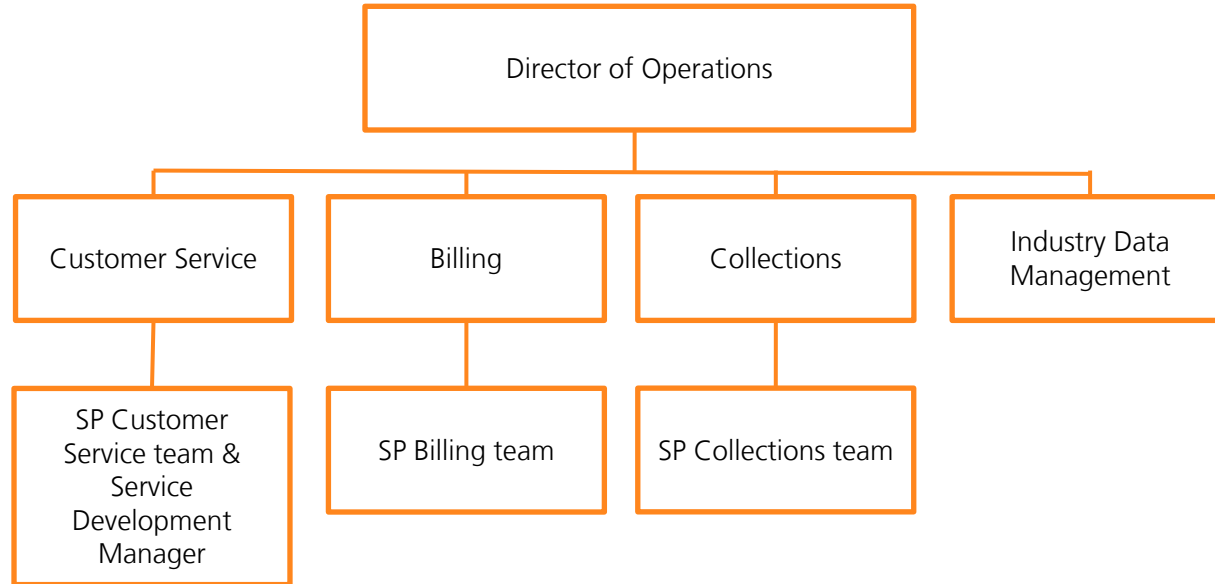 Director of Operations
Customer Service
Billing
Collections
Industry Data
Management
SP Customer
Service team &
Service
Development
Manager
SP Billing team
SP Collections team